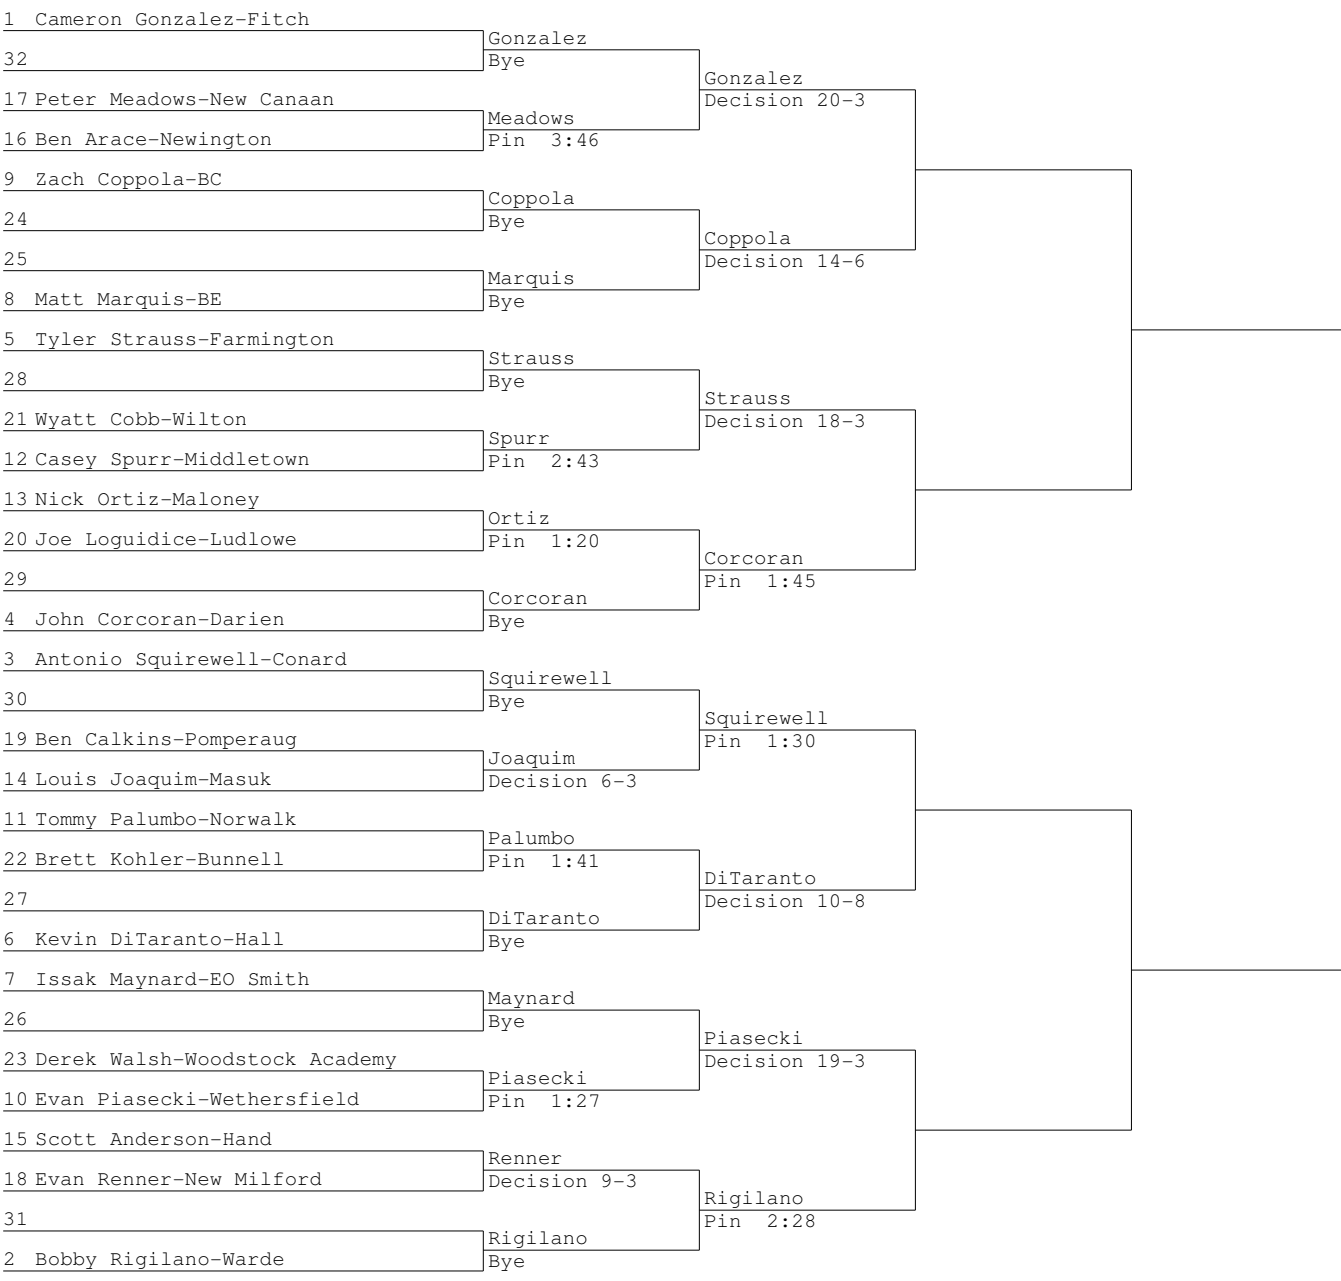 1 Cameron Gonzalez-Fitch
Gonzalez
32
Bye
Gonzalez
17 Peter Meadows-New Canaan
Decision 20-3
Meadows
16 Ben Arace-Newington
Pin 3:46
9 Zach Coppola-BC
Coppola
24
Bye
Coppola
25
Decision 14-6
Marquis
8 Matt Marquis-BE
Bye
5 Tyler Strauss-Farmington
Strauss
28
Bye
Strauss
21 Wyatt Cobb-Wilton
Decision 18-3
Spurr
12 Casey Spurr-Middletown
Pin 2:43
13 Nick Ortiz-Maloney
Ortiz
20 Joe Loguidice-Ludlowe
Pin 1:20
Corcoran
29
Pin 1:45
Corcoran
4 John Corcoran-Darien
Bye
3 Antonio Squirewell-Conard
Squirewell
30
Bye
Squirewell
19 Ben Calkins-Pomperaug
Pin 1:30
Joaquim
14 Louis Joaquim-Masuk
Decision 6-3
11 Tommy Palumbo-Norwalk
Palumbo
22 Brett Kohler-Bunnell
Pin 1:41
DiTaranto
27
Decision 10-8
DiTaranto
6 Kevin DiTaranto-Hall
Bye
7 Issak Maynard-EO Smith
Maynard
26
Bye
Piasecki
23 Derek Walsh-Woodstock Academy
Decision 19-3
Piasecki
10 Evan Piasecki-Wethersfield
Pin 1:27
15 Scott Anderson-Hand
Renner
18 Evan Renner-New Milford
Decision 9-3
Rigilano
31
Pin 2:28
Rigilano
2 Bobby Rigilano-Warde
Bye